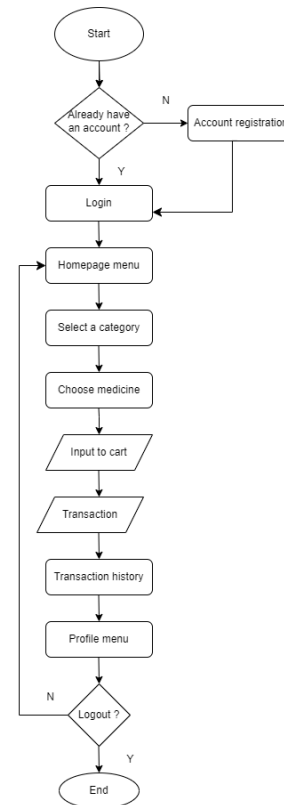 Start
N
Already have
an account ?
Account registration
Y
Login
Homepage menu
Select a category
Choose medicine
Input to cart
Transaction
Transaction history
Profile menu
N
Logout ?
Y
End